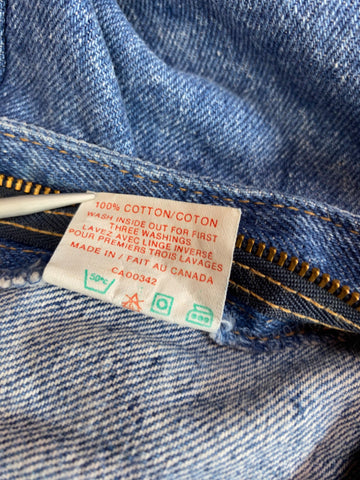 100% COTTON/COTON
WASH INSIDE OUT FOR FIRST
THREE WASHINGS
LAVEZ AVEC LINGE INVERSÉ
POUR PREMIERS TROIS LAVAGES
MADE IN / FAIT AU CANADA
CA00342
50°C